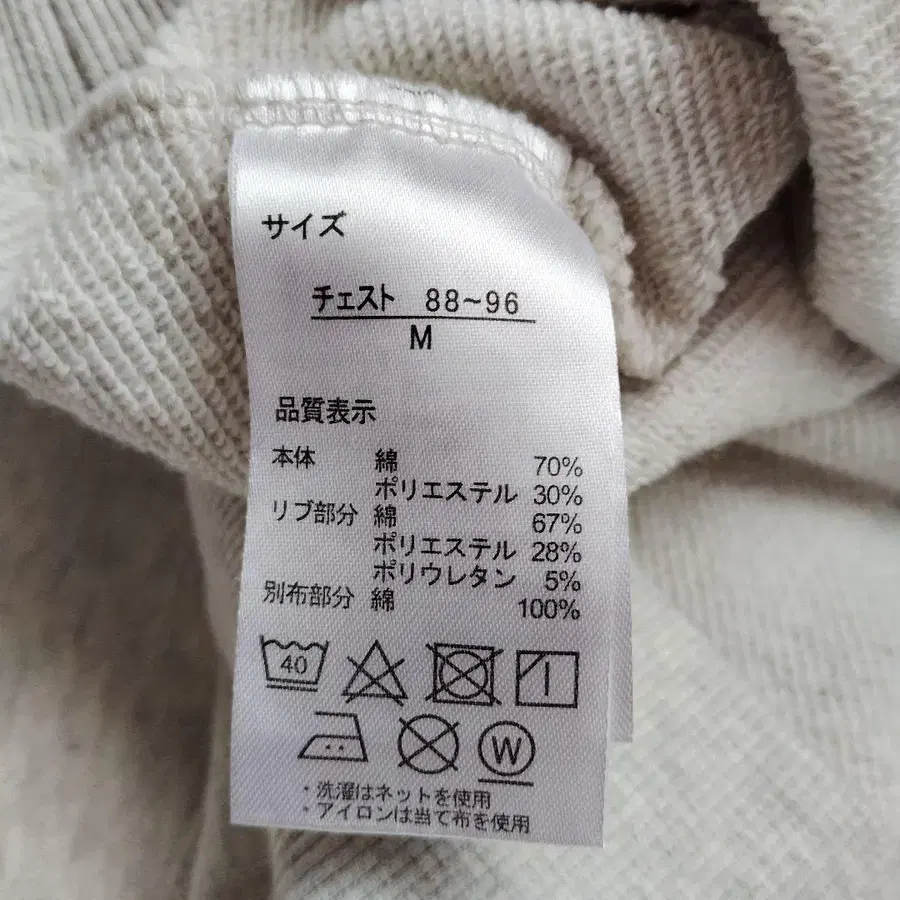 サイズ
チェスト 88~96
M
品質表示
本体 綿 70%
ポリエステル 30%
リブ部分 綿 67%
ポリエステル 28%
ポリウレタン 5%
別布部分 綿 100%
40
W
・洗濯はネットを使用
・アイロンは当て布を使用